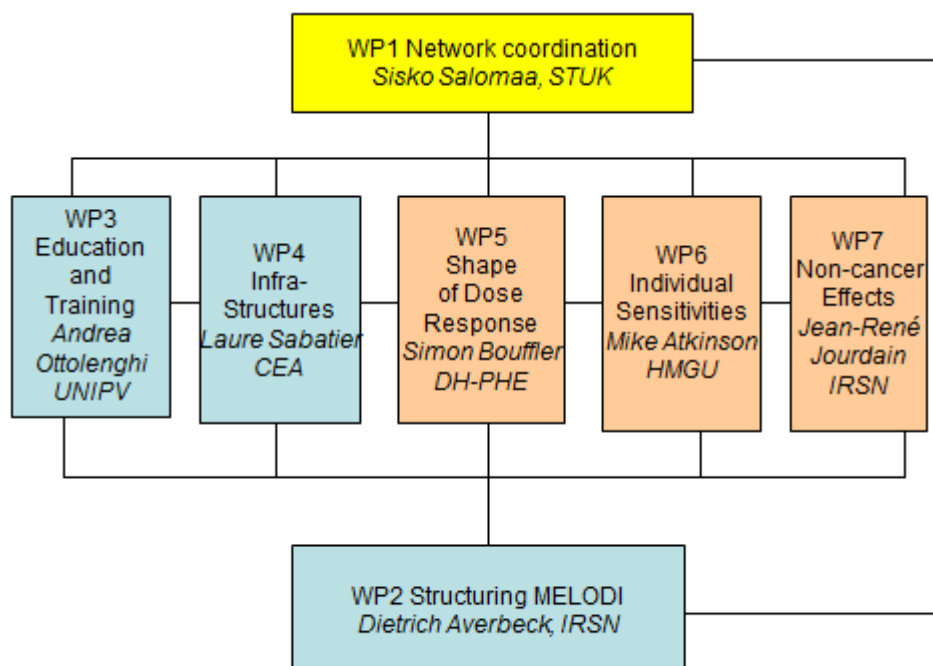 WP1 Network coordination
Sisko Salomaa, STUK
WP3
Education
and
Training
Andrea
Ottolenghi
UNIPV
WP4
Infra-
Structures
Laure Sabatier
CEA
WP5
Shape
of Dose
Response
Simon Bouffler
DH-PHE
WP6
Individual
Sensitivities
Mike Atkinson
HMGU
WP7
Non-cancer
Effects
Jean-René
Jourdain
IRSN
WP2 Structuring MELODI
Dietrich Averbeck, IRSN